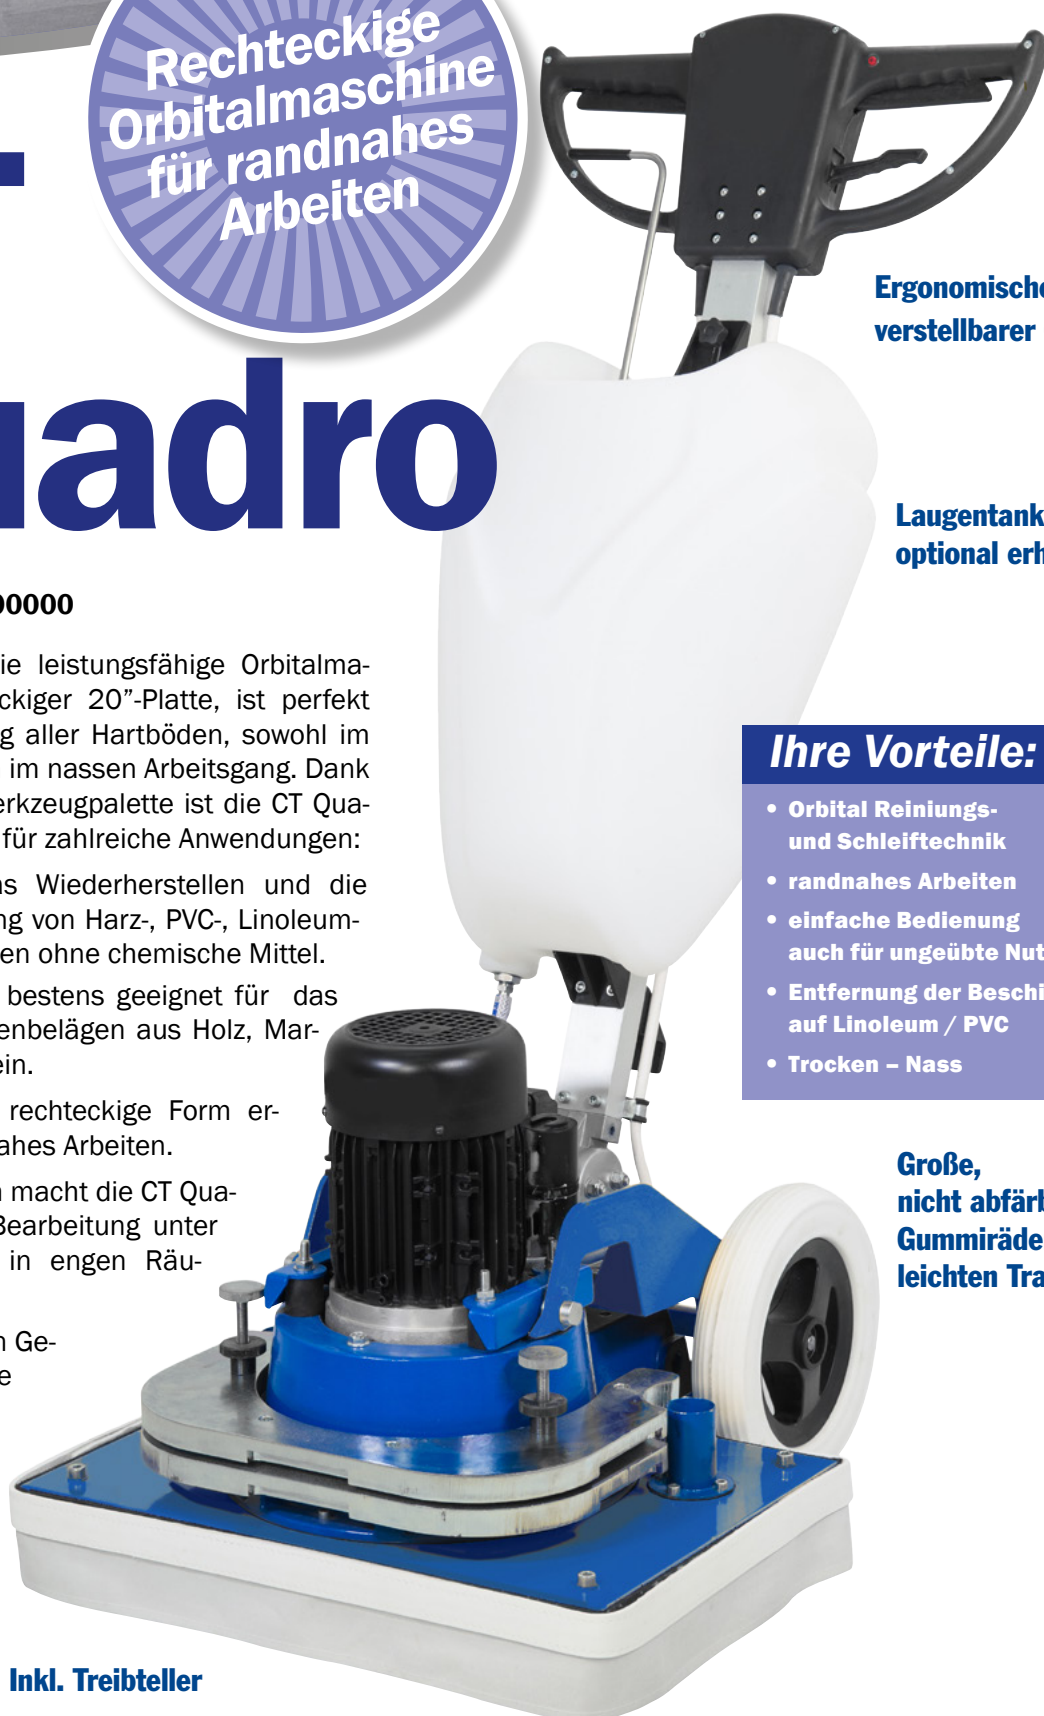 Rechteckige
Orbitalmaschine
für randnahes
Arbeiten
uadro
Ergonomische
verstellbarer
Laugentank
optional erh
00000
ie leistungsfähige Orbitalma-
ckiger 20”-Platte, ist perfekt
g aller Hartböden, sowohl im
im nassen Arbeitsgang. Dank
erkzeugpalette ist die CT Qua-
für zahlreiche Anwendungen:
as Wiederherstellen und die
ng von Harz-, PVC-, Linoleum-
en ohne chemische Mittel.
bestens geeignet für das
enbelägen aus Holz, Mar-
ein.
rechteckige Form er-
ahes Arbeiten.
n macht die CT Qua-
Bearbeitung unter
in engen Räu-
n Ge-
e
Ihre Vorteile:
• Orbital Reiniungs-
und Schleiftechnik
• randnahes Arbeiten
• einfache Bedienung
auch für ungeübte Nut
• Entfernung der Beschi
auf Linoleum / PVC
• Trocken – Nass
Große,
nicht abfärb
Gummiräde
leichten Tra
Inkl. Treibteller